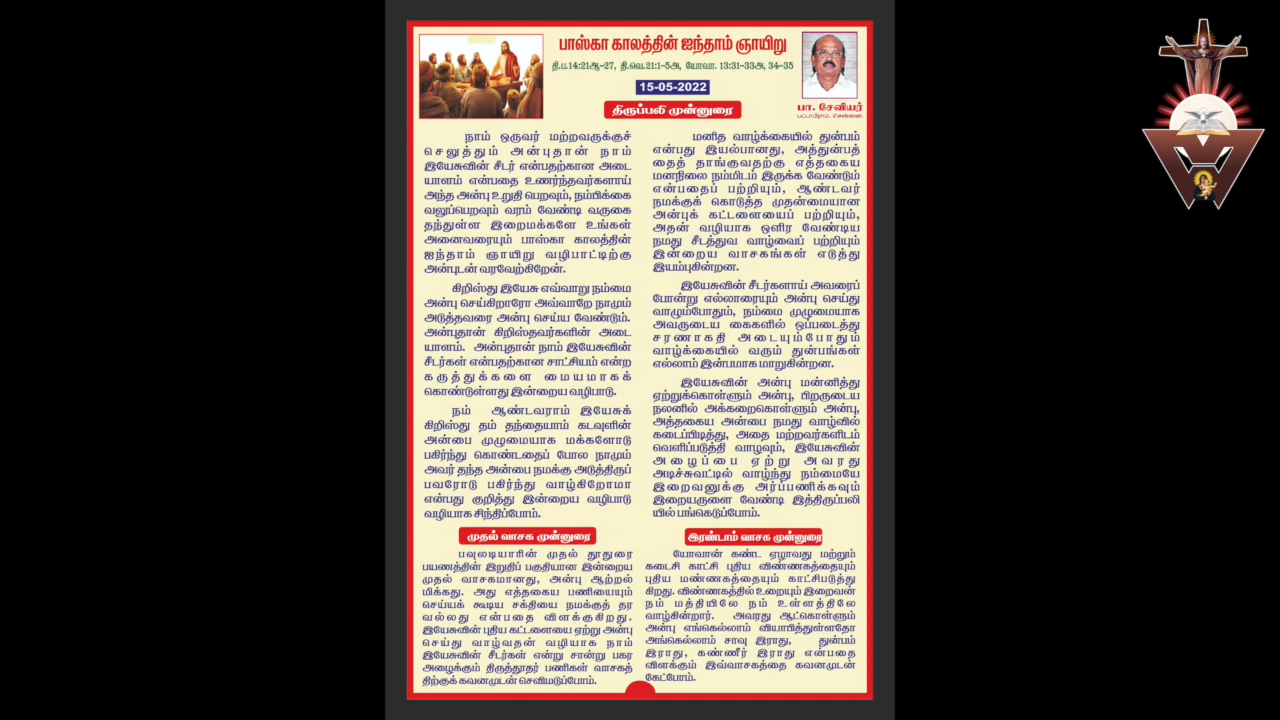 பாஸ்கா காலத்தின் ஐந்தாம் ஞாயிறு
தி.ப.14:21ஆ-27, தி.வெ.21:1-5அ, யோவா. 13:31-33அ, 34-35
15-05-2022
திருப்பலி முன்னுரை
பா. சேவியர்
பட்டாபிராம், சென்னை.
நாம் ஒருவர் மற்றவருக்குச்
செலுத்தும் அன்புதான் நாம்
இயேசுவின் சீடர் என்பதற்கான அடை
யாளம் என்பதை உணர்ந்தவர்களாய்
அந்த அன்பு உறுதி பெறவும், நம்பிக்கை
வலுப்பெறவும் வரம் வேண்டி வருகை
தந்துள்ள இறைமக்களே உங்கள்
அனைவரையும் பாஸ்கா காலத்தின்
ஐந்தாம் ஞாயிறு வழிபாட்டிற்கு
அன்புடன் வரவேற்கிறேன்.
கிறிஸ்து இயேசு எவ்வாறு நம்மை
அன்பு செய்கிறாரோ அவ்வாறே நாமும்
அடுத்தவரை அன்பு செய்ய வேண்டும்.
அன்புதான் கிறிஸ்தவர்களின் அடை
யாளம். அன்புதான் நாம் இயேசுவின்
சீடர்கள் என்பதற்கான சாட்சியம் என்ற
கருத்துக்களை மையமாகக்
கொண்டுள்ளது இன்றைய வழிபாடு.
நம் ஆண்டவராம் இயேசுக்
கிறிஸ்து தம் தந்தையாம் கடவுளின்
அன்பை முழுமையாக மக்களோடு
பகிர்ந்து கொண்டதைப் போல நாமும்
அவர் தந்த அன்பை நமக்கு அடுத்திருப்
பவரோடு பகிர்ந்து வாழ்கிறோமா
என்பது குறித்து இன்றைய வழிபாடு
வழியாக சிந்திப்போம்.
மனித வாழ்க்கையில் துன்பம்
என்பது இயல்பானது, அத்துன்பத்
தைத் தாங்குவதற்கு எத்தகைய
மனநிலை நம்மிடம் இருக்க வேண்டும்
என்பதைப் பற்றியும், ஆண்டவர்
நமக்குக் கொடுத்த முதன்மையான
அன்புக் கட்டளையைப் பற்றியும்,
அதன் வழியாக ஒளிர வேண்டிய
நமது சீடத்துவ வாழ்வைப் பற்றியும்
இன்றைய வாசகங்கள் எடுத்து
இயம்புகின்றன.
இயேசுவின் சீடர்களாய் அவரைப்
போன்று எல்லாரையும் அன்பு செய்து
வாழும்போதும், நம்மை முழுமையாக
அவருடைய கைகளில் ஒப்படைத்து
சரணாகதி அடையும்போதும்
வாழ்க்கையில் வரும் துன்பங்கள்
எல்லாம் இன்பமாக மாறுகின்றன.
இயேசுவின் அன்பு மன்னித்து
ஏற்றுக்கொள்ளும் அன்பு, பிறருடைய
நலனில் அக்கறைகொள்ளும் அன்பு,
அத்தகைய அன்பை நமது வாழ்வில்
கடைப்பிடித்து, அதை மற்றவர்களிடம்
வெளிப்படுத்தி வாழவும், இயேசுவின்
அழைப்பை ஏற்று அவரது
அடிச்சுவட்டில் வாழ்ந்து நம்மையே
இறைவனுக்கு அர்ப்பணிக்கவும்
இறையருளை வேண்டி இத்திருப்பலி
யில் பங்கெடுப்போம்.
முதல் வாசக முன்னுரை
பவுலடியாரின் முதல் தூதுரை
பயணத்தின் இறுதிப் பகுதியான இன்றைய
முதல் வாசகமானது, அன்பு ஆற்றல்
மிக்கது. அது எத்தகைய பணியையும்
செய்யக் கூடிய சக்தியை நமக்குத் தர
வல்லது என்பதை விளக்குகிறது.
இயேசுவின் புதிய கட்டளையை ஏற்று அன்பு
செய்து வாழ்வதன் வழியாக நாம்
இயேசுவின் சீடர்கள் என்று சான்று பகர
அழைக்கும் திருத்தூதர் பணிகள் வாசகத்
திற்குக் கவனமுடன் செவிமடுப்போம்.
இரண்டாம் வாசக முன்னுரை
யோவான் கண்ட ஏழாவது மற்றும்
கடைசி காட்சி புதிய விண்ணகத்தையும்
புதிய மண்ணகத்தையும் காட்சிபடுத்து
கிறது. விண்ணகத்தில் உறையும் இறைவன்
நம் மத்தியிலே நம் உள்ளத்திலே
வாழ்கின்றார். அவரது ஆட்கொள்ளும்
அன்பு எங்கெல்லாம் வியாபித்துள்ளதோ
அங்கெல்லாம் சாவு இராது, துன்பம்
இராது, கண்ணீர் இராது என்பதை
விளக்கும் இவ்வாசகத்தை கவனமுடன்
கேட்போம்.